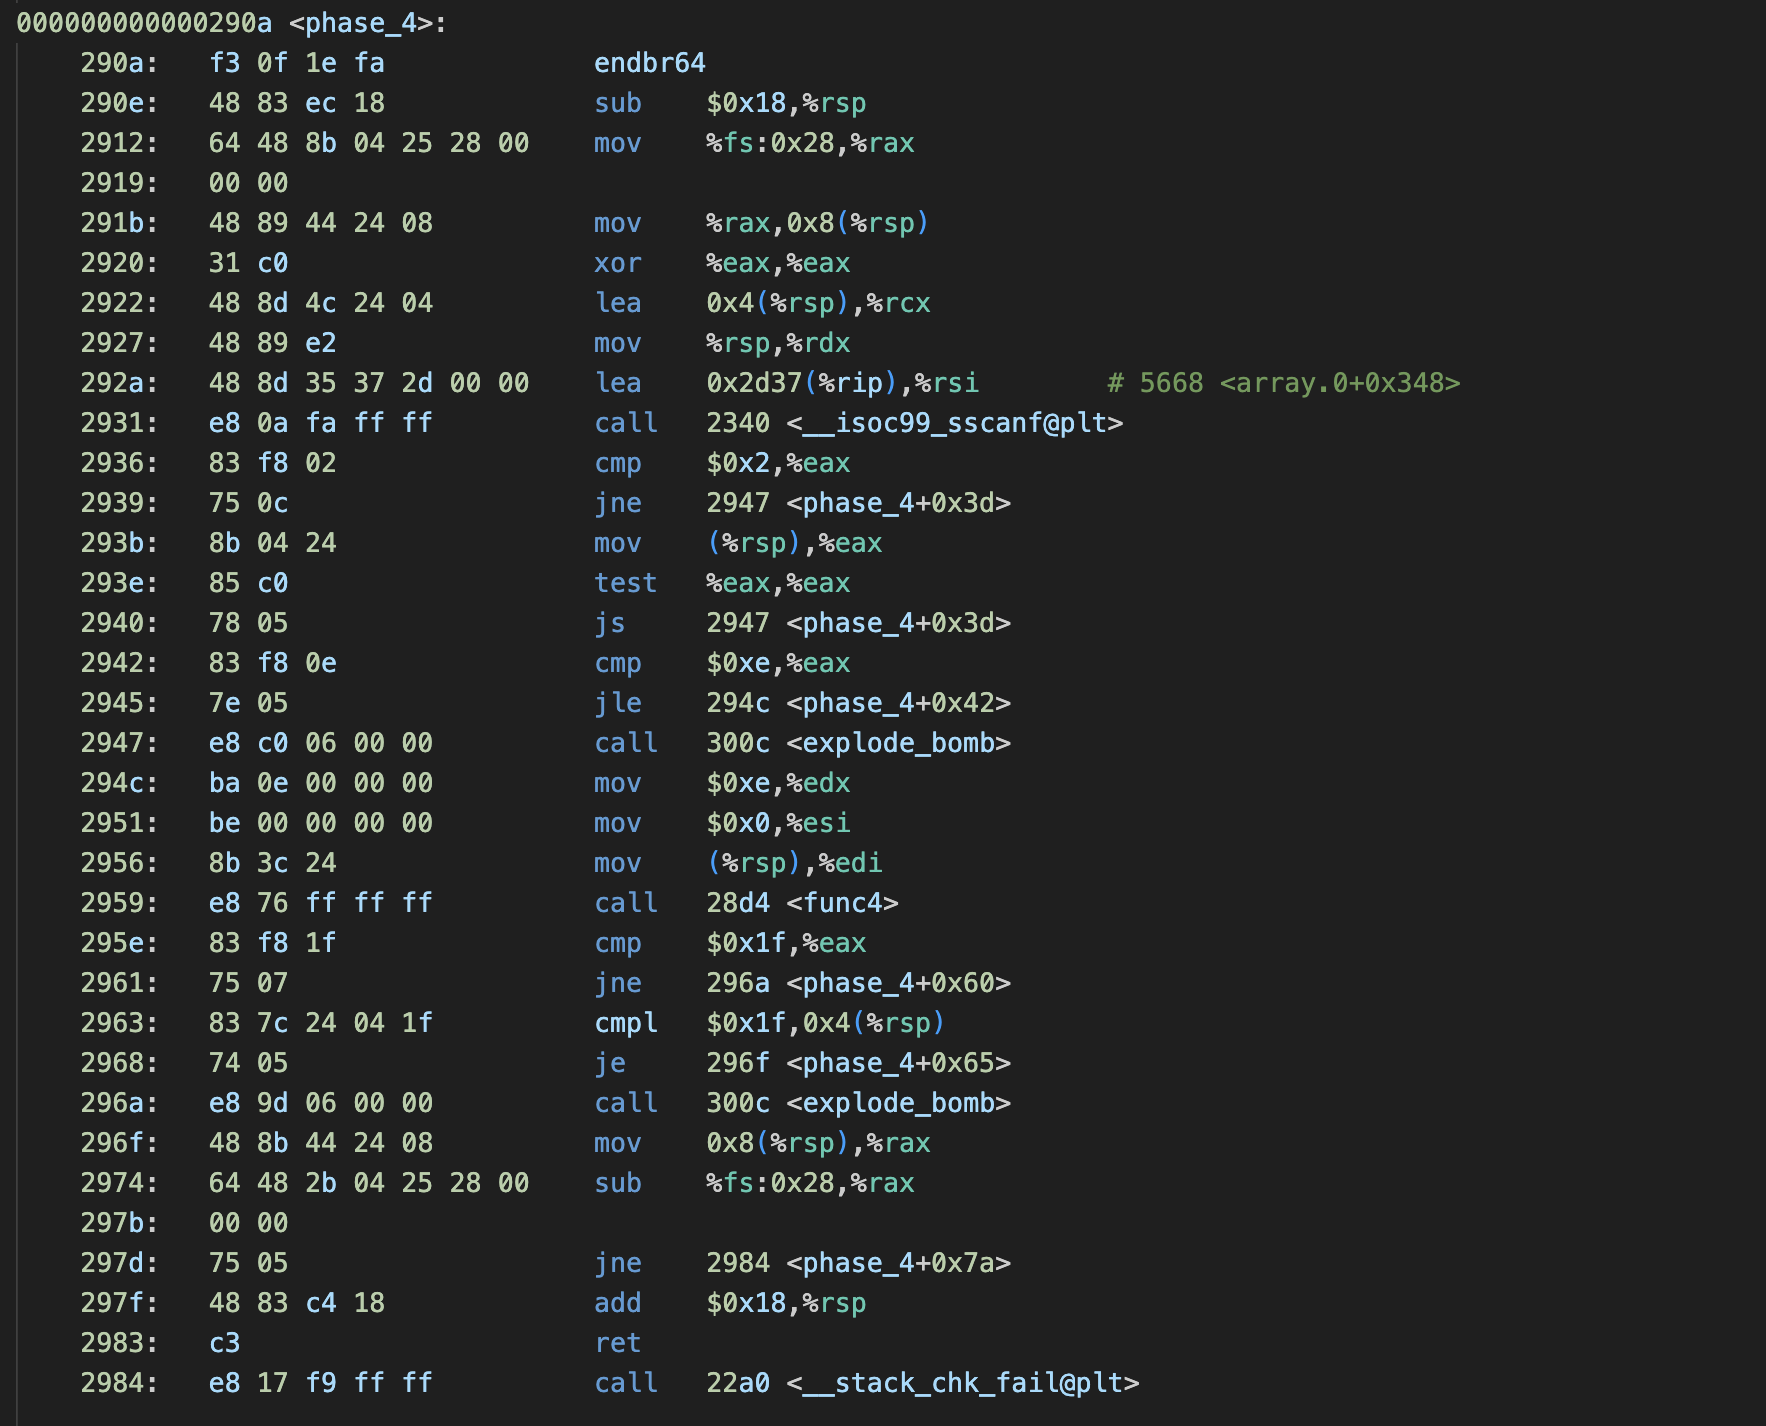 000000000000290a <phase_4>:
    290a:   f3 0f 1e fa             endbr64
    290e:   48 83 ec 18             sub    $0x18,%rsp
    2912:   64 48 8b 04 25 28 00    mov    %fs:0x28,%rax
    2919:   00 00
    291b:   48 89 44 24 08          mov    %rax,0x8(%rsp)
    2920:   31 c0                   xor    %eax,%eax
    2922:   48 8d 4c 24 04          lea    0x4(%rsp),%rcx
    2927:   48 89 e2                mov    %rsp,%rdx
    292a:   48 8d 35 37 2d 00 00    lea    0x2d37(%rip),%rsi        # 5668 <array.0+0x348>
    2931:   e8 0a fa ff ff          call   2340 <__isoc99_sscanf@plt>
    2936:   83 f8 02                cmp    $0x2,%eax
    2939:   75 0c                   jne    2947 <phase_4+0x3d>
    293b:   8b 04 24                mov    (%rsp),%eax
    293e:   85 c0                   test   %eax,%eax
    2940:   78 05                   js     2947 <phase_4+0x3d>
    2942:   83 f8 0e                cmp    $0xe,%eax
    2945:   7e 05                   jle    294c <phase_4+0x42>
    2947:   e8 c0 06 00 00          call   300c <explode_bomb>
    294c:   ba 0e 00 00 00          mov    $0xe,%edx
    2951:   be 00 00 00 00          mov    $0x0,%esi
    2956:   8b 3c 24                mov    (%rsp),%edi
    2959:   e8 76 ff ff ff          call   28d4 <func4>
    295e:   83 f8 1f                cmp    $0x1f,%eax
    2961:   75 07                   jne    296a <phase_4+0x60>
    2963:   83 7c 24 04 1f          cmpl   $0x1f,0x4(%rsp)
    2968:   74 05                   je     296f <phase_4+0x65>
    296a:   e8 9d 06 00 00          call   300c <explode_bomb>
    296f:   48 8b 44 24 08          mov    0x8(%rsp),%rax
    2974:   64 48 2b 04 25 28 00    sub    %fs:0x28,%rax
    297b:   00 00
    297d:   75 05                   jne    2984 <phase_4+0x7a>
    297f:   48 83 c4 18             add    $0x18,%rsp
    2983:   c3                      ret
    2984:   e8 17 f9 ff ff          call   22a0 <__stack_chk_fail@plt>